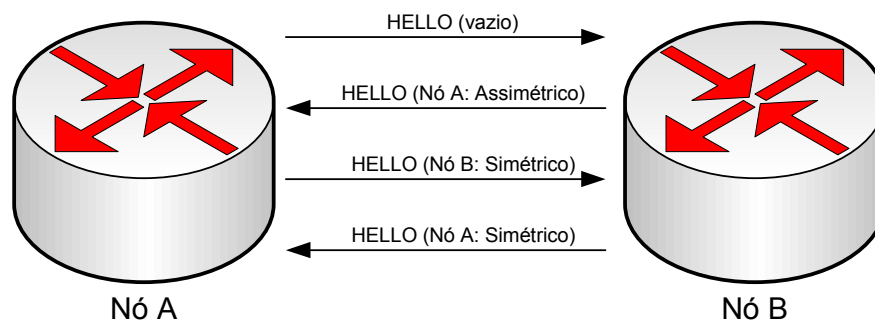 HELLO (vazio)
HELLO (Nó A: Assimétrico)
HELLO (Nó B: Simétrico)
HELLO (Nó A: Simétrico)
Nó A
Nó B